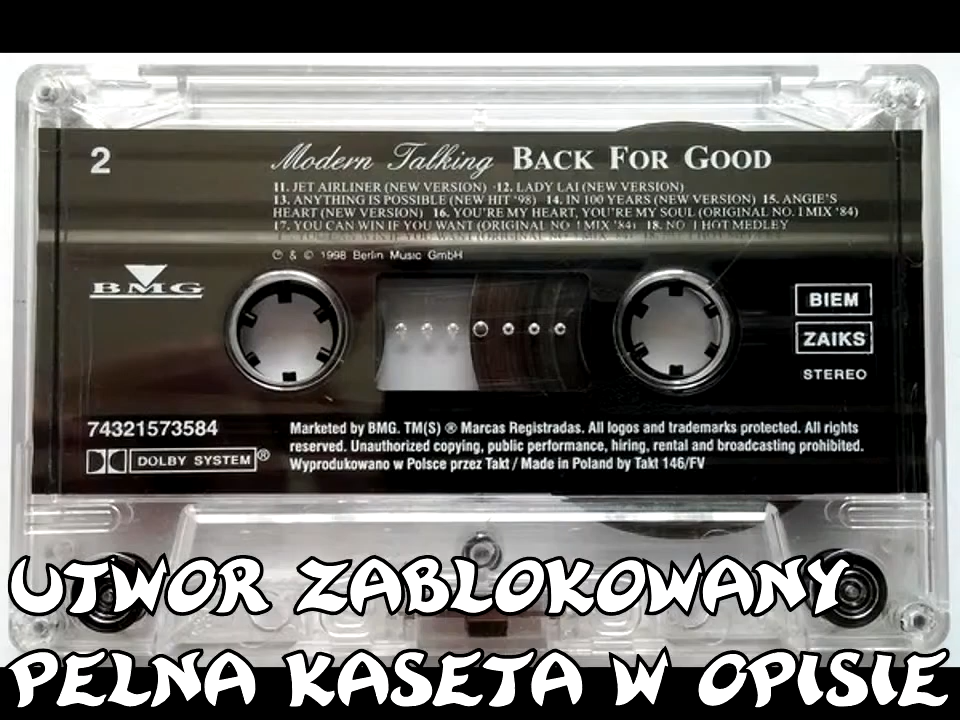 2
Modern Talking BACK FOR GOOD
11. JET AIRLINER (NEW VERSION) ·12. LADY LAI (NEW VERSION)
13. ANYTHING IS POSSIBLE (NEW HIT '98) 14. IN 100 YEARS (NEW VERSION) 15. ANGIE'S
HEART (NEW VERSION) 16. YOU'RE MY HEART, YOU'RE MY SOUL (ORIGINAL NO. 1 MIX '84)
17. YOU CAN WIN IF YOU WANT (ORIGINAL NO. 1 MIX '84) 18. NO 1 HOT MEDLEY
℗ & © 1998 Berlin Music GmbH
BMG
BIEM
ZAIKS
STEREO
74321573584
DOLBY SYSTEM®
Marketed by BMG. TM(S) ® Marcas Registradas. All logos and trademarks protected. All rights
reserved. Unauthorized copying, public performance, hiring, rental and broadcasting prohibited.
Wyprodukowano w Polsce przez Takt / Made in Poland by Takt 146/FV
UTWOR ZABLOKOWANY
PELNA KASETA W OPISIE